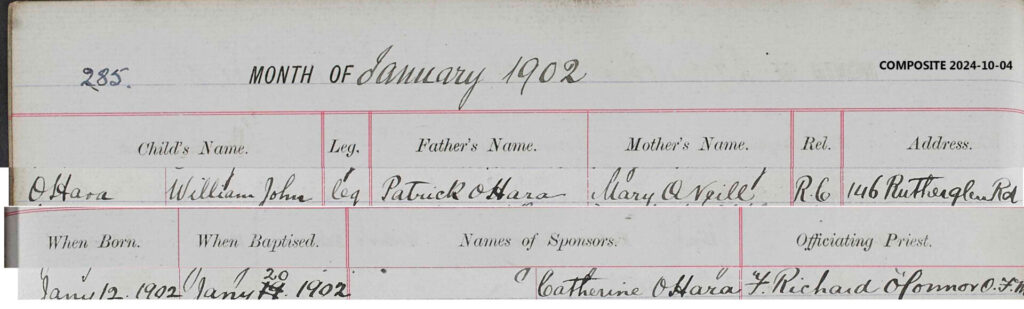 285. MONTH OF January 1902 COMPOSITE 2024-10-04
Child's Name. Leg. Father's Name. Mother's Name. Rel. Address.
O'Hara William John Leg Patrick O'Hara Mary O'Neill R.C 146 Rutherglen Rd
When Born. When Baptised. Names of Sponsors. Officiating Priest.
Jany 12. 1902 Jany 20 1902 Catherine O'Hara F. Richard O'Connor O.F.M